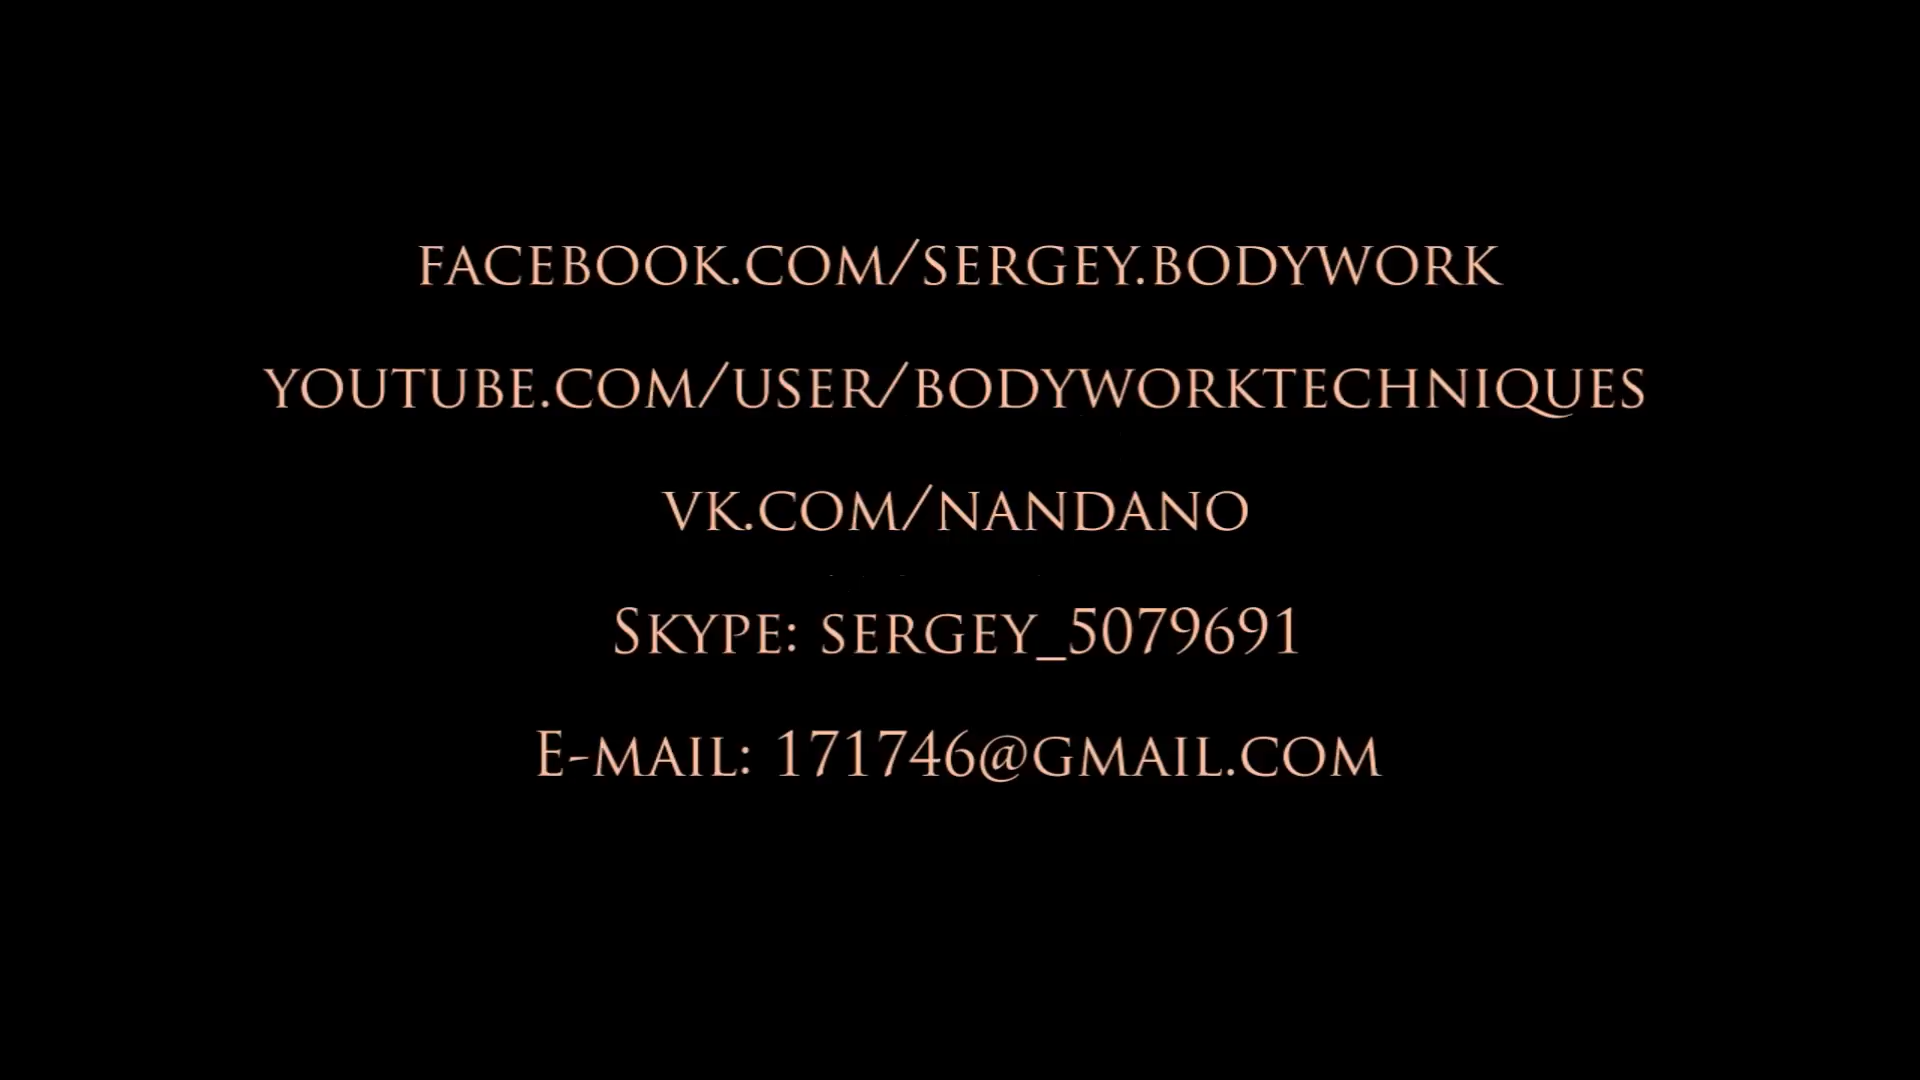 facebook.com/sergey.bodywork
youtube.com/user/bodyworktechniques
vk.com/nandano
Skype: sergey_5079691
E-mail: 171746@gmail.com